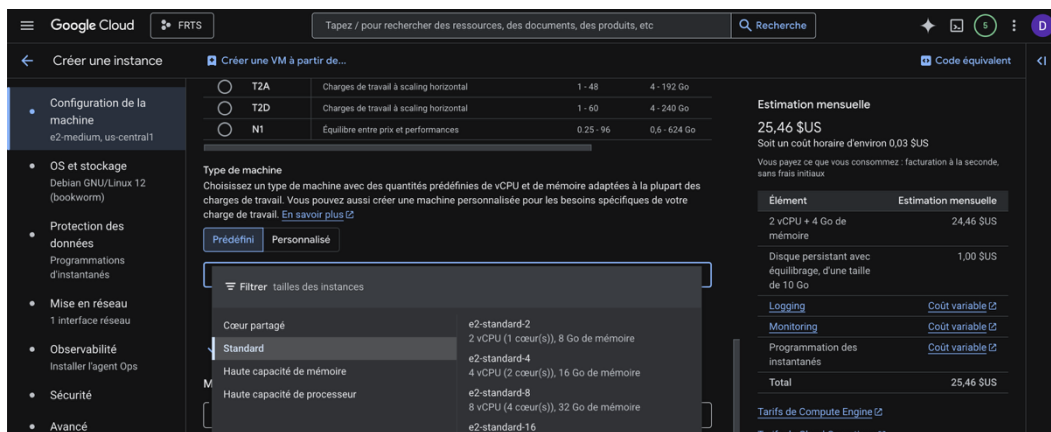 Google Cloud
FRTS
Tapez / pour rechercher des ressources, des documents, des produits, etc
Recherche
5
D
Créer une instance
Créer une VM à partir de...
Code équivalent
Configuration de la
machine
e2-medium, us-central1
OS et stockage
Debian GNU/Linux 12
(bookworm)
Protection des
données
Programmations
d'instantanés
Mise en réseau
1 interface réseau
Observabilité
Installer l'agent Ops
Sécurité
Avancé
T2A Charges de travail à scaling horizontal 1 - 48 4 - 192 Go
T2D Charges de travail à scaling horizontal 1 - 60 4 - 240 Go
N1 Équilibre entre prix et performances 0.25 - 96 0,6 - 624 Go
Type de machine
Choisissez un type de machine avec des quantités prédéfinies de vCPU et de mémoire adaptées à la plupart des
charges de travail. Vous pouvez aussi créer une machine personnalisée pour les besoins spécifiques de votre
charge de travail. En savoir plus
Prédéfini Personnalisé
Filtrer tailles des instances
Cœur partagé
Standard
Haute capacité de mémoire
Haute capacité de processeur
e2-standard-2
2 vCPU (1 cœur(s)), 8 Go de mémoire
e2-standard-4
4 vCPU (2 cœur(s)), 16 Go de mémoire
e2-standard-8
8 vCPU (4 cœur(s)), 32 Go de mémoire
e2-standard-16
M
Estimation mensuelle
25,46 $US
Soit un coût horaire d'environ 0,03 $US
Vous payez ce que vous consommez : facturation à la seconde,
sans frais initiaux
Élément Estimation mensuelle
2 vCPU + 4 Go de 24,46 $US
mémoire
Disque persistant avec 1,00 $US
équilibrage, d'une taille
de 10 Go
Logging Coût variable
Monitoring Coût variable
Programmation des Coût variable
instantanés
Total 25,46 $US
Tarifs de Compute Engine